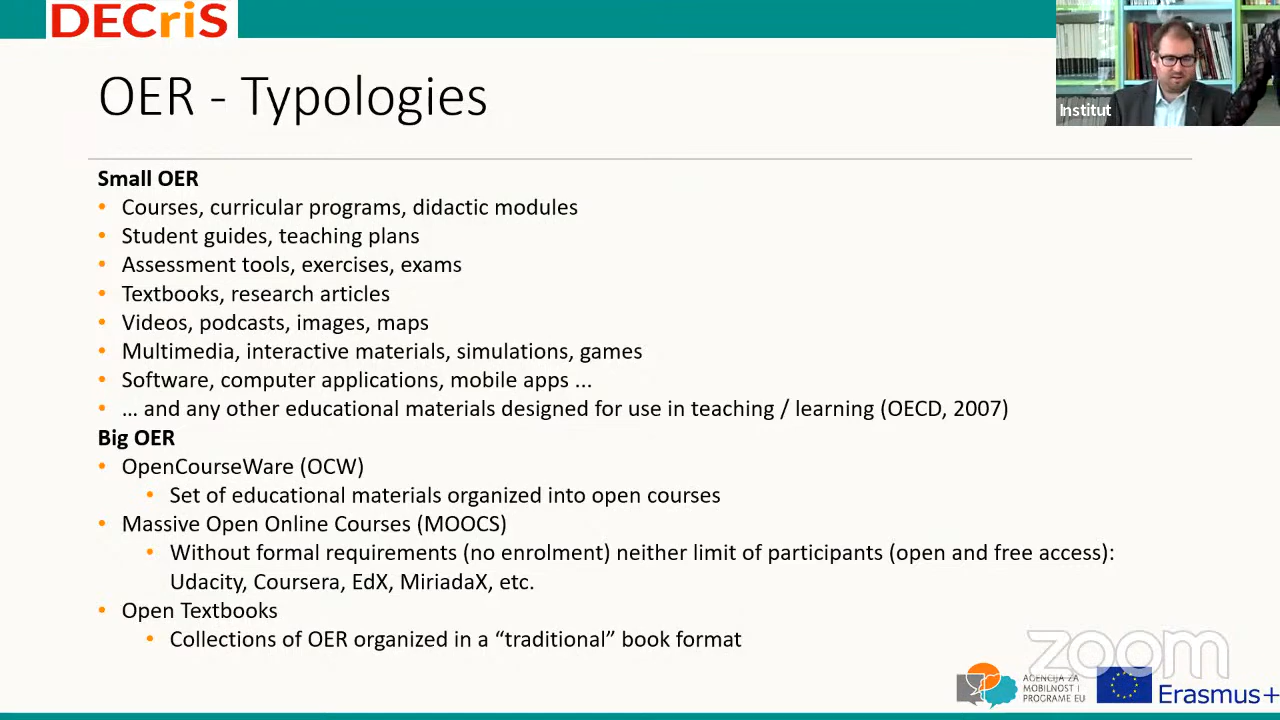 DECriS
OER - Typologies
Institut
Small OER
• Courses, curricular programs, didactic modules
• Student guides, teaching plans
• Assessment tools, exercises, exams
• Textbooks, research articles
• Videos, podcasts, images, maps
• Multimedia, interactive materials, simulations, games
• Software, computer applications, mobile apps ...
• … and any other educational materials designed for use in teaching / learning (OECD, 2007)
Big OER
• OpenCourseWare (OCW)
• Set of educational materials organized into open courses
• Massive Open Online Courses (MOOCS)
• Without formal requirements (no enrolment) neither limit of participants (open and free access):
Udacity, Coursera, EdX, MiriadaX, etc.
• Open Textbooks
• Collections of OER organized in a “traditional” book format
zoom
AGENCIJA ZA
MOBILNOST I
PROGRAME EU
Erasmus+